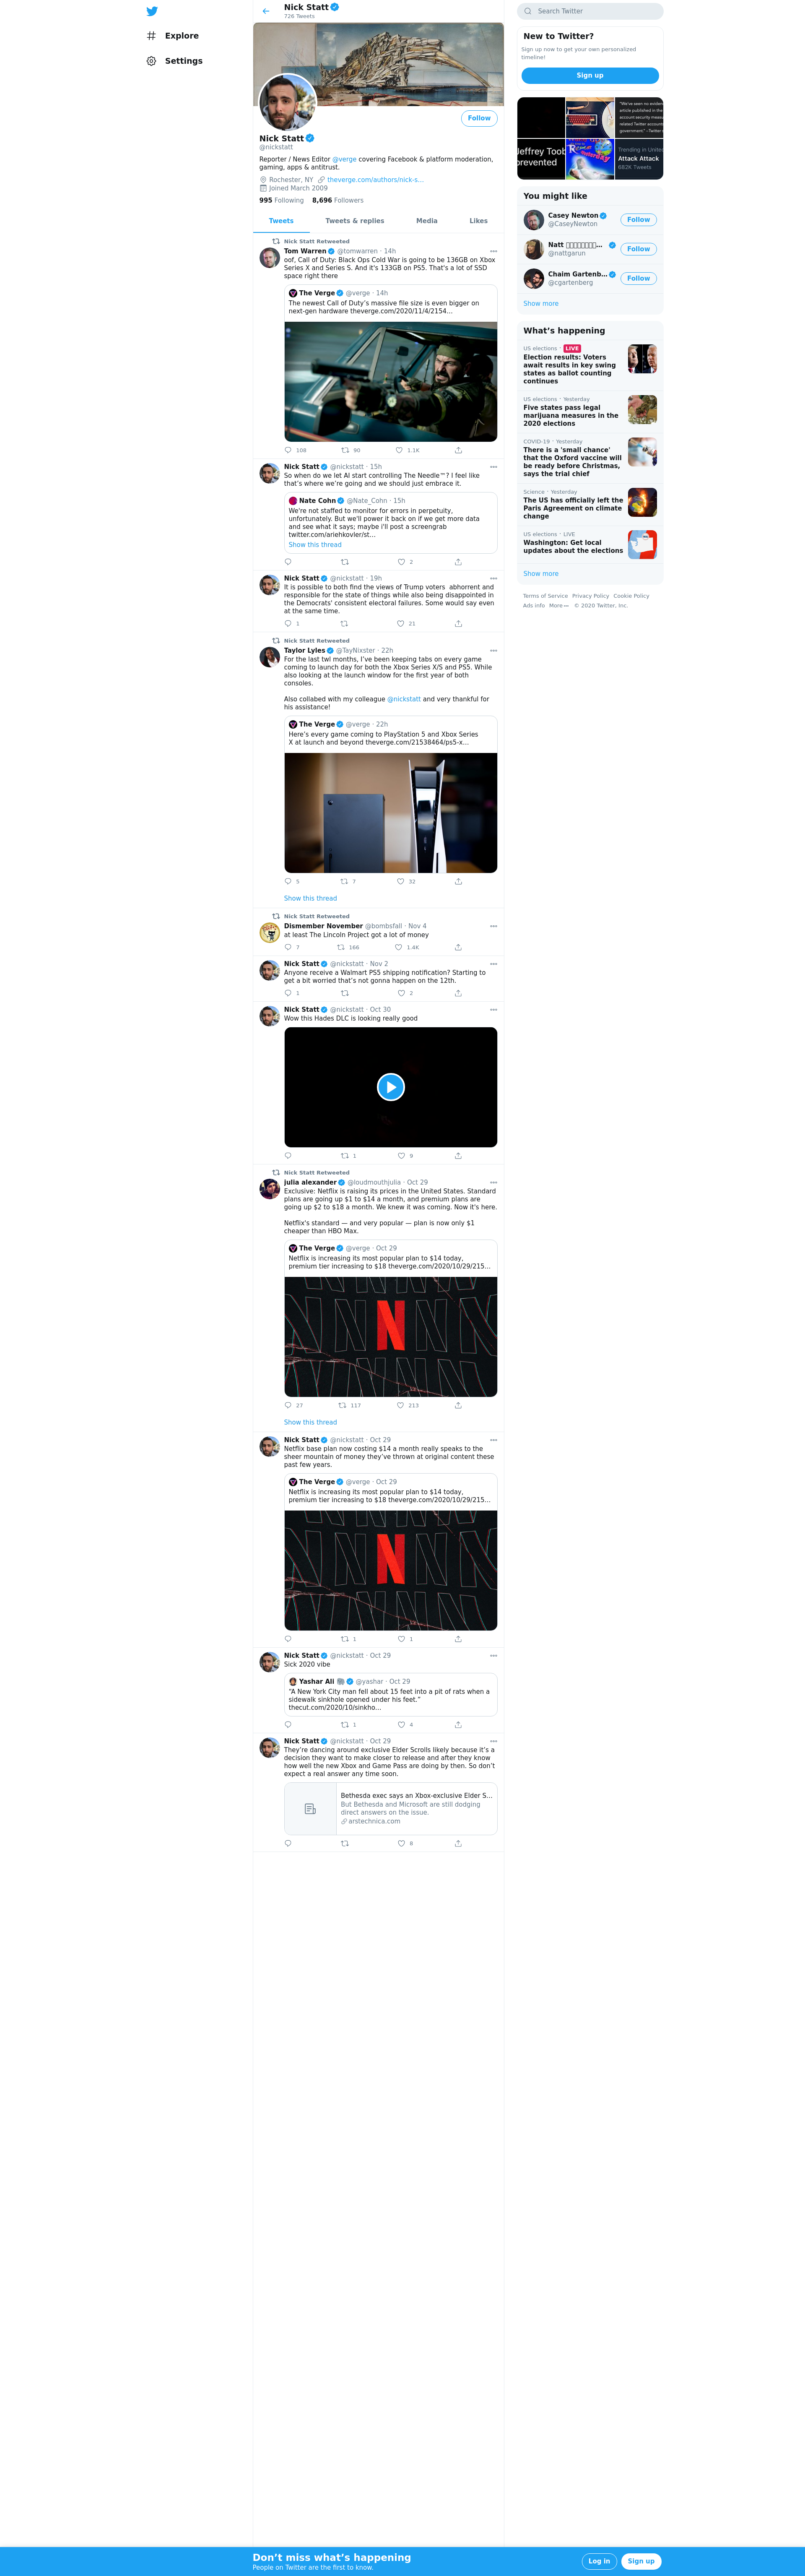 Nick Statt
726 Tweets
Explore
Settings
Follow
Nick Statt
@nickstatt
Reporter / News Editor @verge covering Facebook & platform moderation,
gaming, apps & antitrust.
Rochester, NY theverge.com/authors/nick-s…
Joined March 2009
995 Following 8,696 Followers
Tweets Tweets & replies Media Likes
Nick Statt Retweeted
Tom Warren @tomwarren · 14h
oof, Call of Duty: Black Ops Cold War is going to be 136GB on Xbox
Series X and Series S. And it's 133GB on PS5. That's a lot of SSD
space right there
The Verge @verge · 14h
The newest Call of Duty's massive file size is even bigger on
next-gen hardware theverge.com/2020/11/4/2154…
108 90 1.1K
Nick Statt @nickstatt · 15h
So when do we let AI start controlling The Needle™? I feel like
that's where we're going and we should just embrace it.
Nate Cohn @Nate_Cohn · 15h
We're not staffed to monitor for errors in perpetuity,
unfortunately. But we'll power it back on if we get more data
and see what it says; maybe i'll post a screengrab
twitter.com/ariehkovler/st…
Show this thread
2
Nick Statt @nickstatt · 19h
It is possible to both find the views of Trump voters abhorrent and
responsible for the state of things while also being disappointed in
the Democrats' consistent electoral failures. Some would say even
at the same time.
1 21
Nick Statt Retweeted
Taylor Lyles @TayNixster · 22h
For the last twl months, I've been keeping tabs on every game
coming to launch day for both the Xbox Series X/S and PS5. While
also looking at the launch window for the first year of both
consoles.
Also collabed with my colleague @nickstatt and very thankful for
his assistance!
The Verge @verge · 22h
Here's every game coming to PlayStation 5 and Xbox Series
X at launch and beyond theverge.com/21538464/ps5-x…
5 7 32
Show this thread
Nick Statt Retweeted
Dismember November @bombsfall · Nov 4
at least The Lincoln Project got a lot of money
7 166 1.4K
Nick Statt @nickstatt · Nov 2
Anyone receive a Walmart PS5 shipping notification? Starting to
get a bit worried that's not gonna happen on the 12th.
1 2
Nick Statt @nickstatt · Oct 30
Wow this Hades DLC is looking really good
1 9
Nick Statt Retweeted
julia alexander @loudmouthjulia · Oct 29
Exclusive: Netflix is raising its prices in the United States. Standard
plans are going up $1 to $14 a month, and premium plans are
going up $2 to $18 a month. We knew it was coming. Now it's here.
Netflix's standard — and very popular — plan is now only $1
cheaper than HBO Max.
The Verge @verge · Oct 29
Netflix is increasing its most popular plan to $14 today,
premium tier increasing to $18 theverge.com/2020/10/29/215…
27 117 213
Show this thread
Nick Statt @nickstatt · Oct 29
Netflix base plan now costing $14 a month really speaks to the
sheer mountain of money they've thrown at original content these
past few years.
The Verge @verge · Oct 29
Netflix is increasing its most popular plan to $14 today,
premium tier increasing to $18 theverge.com/2020/10/29/215…
1 1
Nick Statt @nickstatt · Oct 29
Sick 2020 vibe
Yashar Ali @yashar · Oct 29
"A New York City man fell about 15 feet into a pit of rats when a
sidewalk sinkhole opened under his feet."
thecut.com/2020/10/sinkho…
1 4
Nick Statt @nickstatt · Oct 29
They're dancing around exclusive Elder Scrolls likely because it's a
decision they want to make closer to release and after they know
how well the new Xbox and Game Pass are doing by then. So don't
expect a real answer any time soon.
Bethesda exec says an Xbox-exclusive Elder S…
But Bethesda and Microsoft are still dodging
direct answers on the issue.
arstechnica.com
8
Search Twitter
New to Twitter?
Sign up now to get your own personalized
timeline!
Sign up
"We've seen no eviden
article published in the
account security meas
related Twitter accounts
government." -Twitter s
Jeffrey Toob
prevented
Trending in United
Attack Attack
682K Tweets
You might like
Casey Newton
@CaseyNewton
Follow
Natt
@nattgarun
Follow
Chaim Gartenb…
@cgartenberg
Follow
Show more
What's happening
US elections · LIVE
Election results: Voters
await results in key swing
states as ballot counting
continues
US elections · Yesterday
Five states pass legal
marijuana measures in the
2020 elections
COVID-19 · Yesterday
There is a 'small chance'
that the Oxford vaccine will
be ready before Christmas,
says the trial chief
Science · Yesterday
The US has officially left the
Paris Agreement on climate
change
US elections · LIVE
Washington: Get local
updates about the elections
Show more
Terms of Service Privacy Policy Cookie Policy
Ads info More © 2020 Twitter, Inc.
Don't miss what's happening
People on Twitter are the first to know.
Log in Sign up